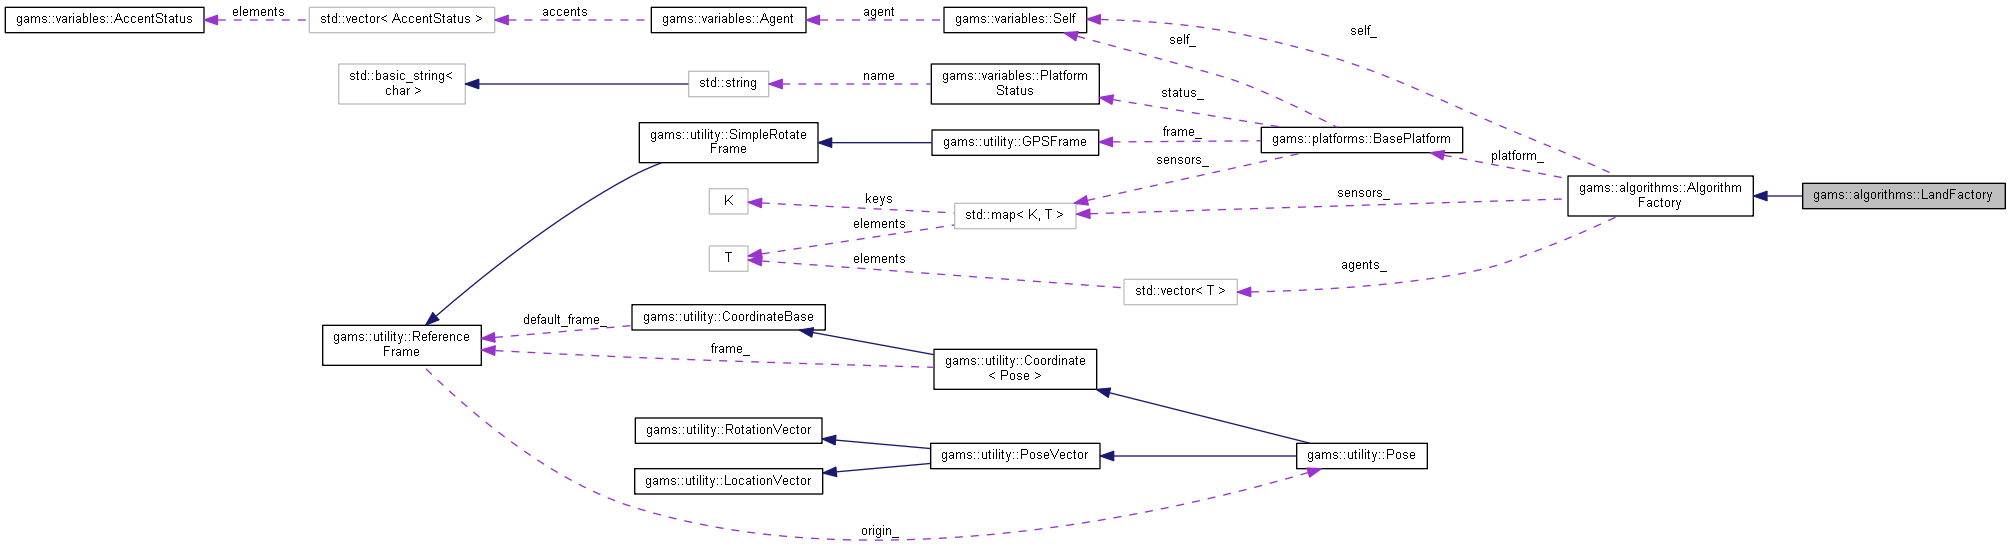 gams::variables::AccentStatus
elements
std::vector< AccentStatus >
accents
gams::variables::Agent
agent
gams::variables::Self
self_
self_
std::basic_string<
char >
std::string
name
gams::variables::Platform
Status
status_
gams::utility::SimpleRotate
Frame
gams::utility::GPSFrame
frame_
gams::platforms::BasePlatform
sensors_
platform_
K
keys
std::map< K, T >
sensors_
gams::algorithms::Algorithm
Factory
gams::algorithms::LandFactory
elements
T
elements
std::vector< T >
agents_
gams::utility::Reference
Frame
default_frame_
gams::utility::CoordinateBase
frame_
gams::utility::Coordinate
< Pose >
gams::utility::RotationVector
gams::utility::PoseVector
gams::utility::Pose
gams::utility::LocationVector
origin_